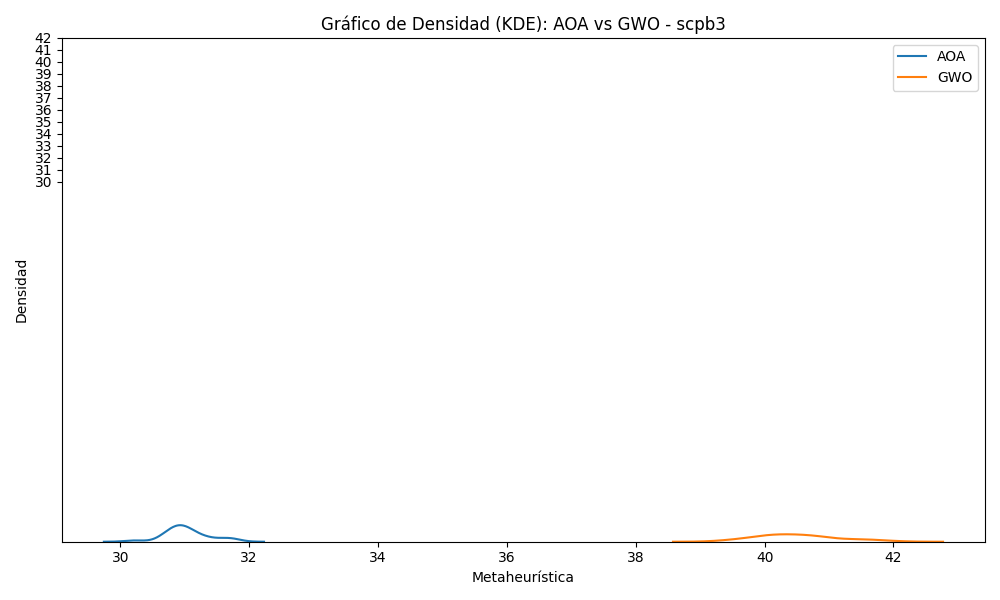 Gráfico de Densidad (KDE): AOA vs GWO - scpb3
42
41
40
39
38
37
36
35
34
33
32
31
30
Densidad
AOA
GWO
30 32 34 36 38 40 42
Metaheurística